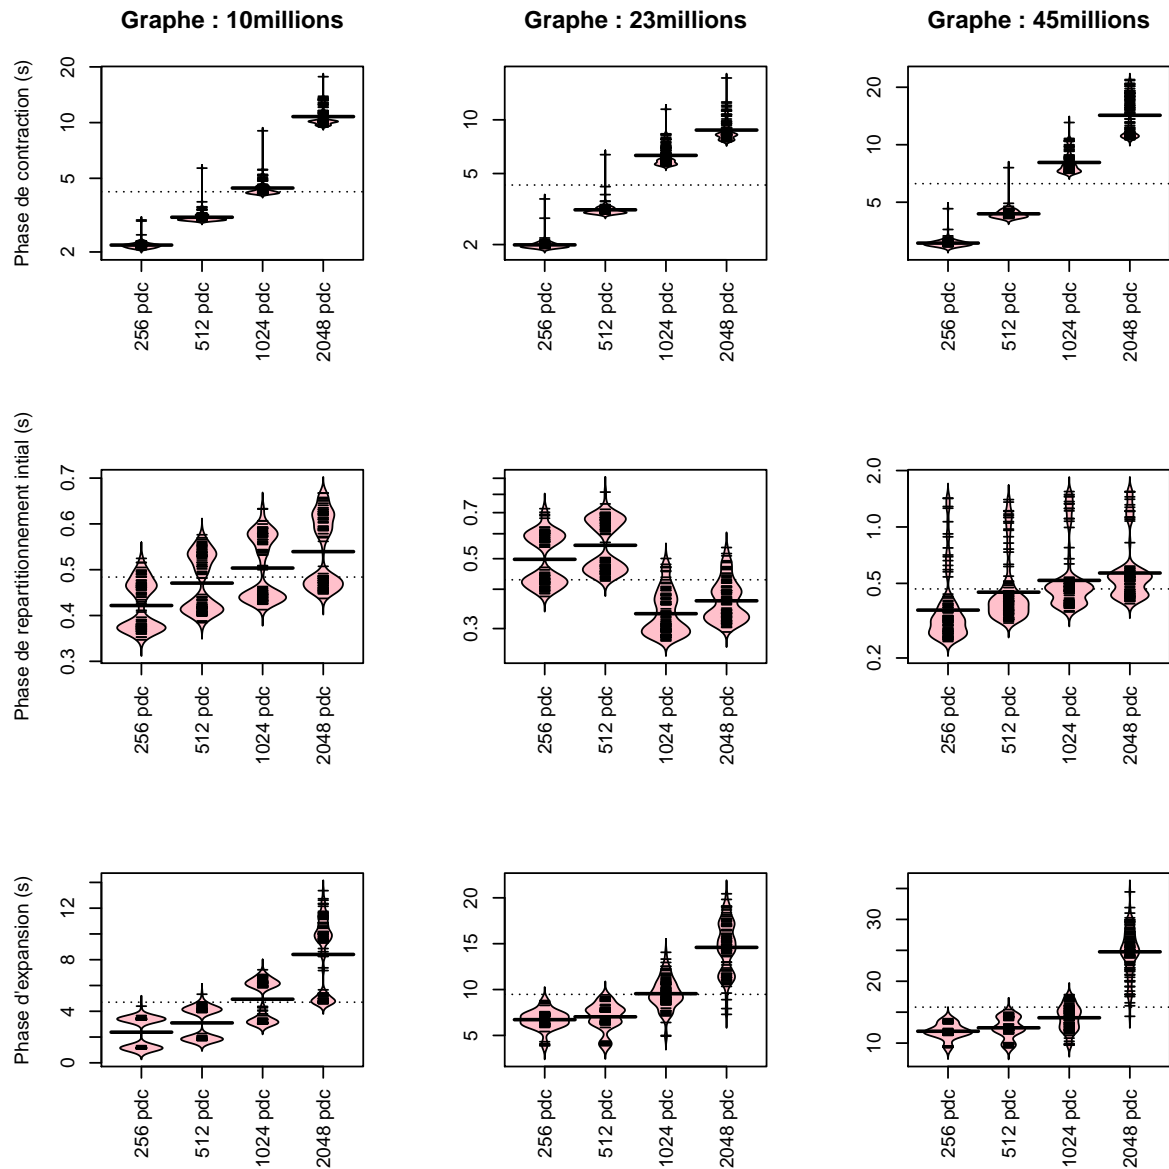 Graphe : 10millions
Graphe : 23millions
Graphe : 45millions
Phase de contraction (s)
20
10
5
2
256 pdc
512 pdc
1024 pdc
2048 pdc
10
5
2
256 pdc
512 pdc
1024 pdc
2048 pdc
20
10
5
256 pdc
512 pdc
1024 pdc
2048 pdc
Phase de repartitionnement intial (s)
0.7
0.6
0.5
0.4
0.3
256 pdc
512 pdc
1024 pdc
2048 pdc
0.7
0.5
0.3
256 pdc
512 pdc
1024 pdc
2048 pdc
2.0
1.0
0.5
0.2
256 pdc
512 pdc
1024 pdc
2048 pdc
Phase d'expansion (s)
12
8
4
0
256 pdc
512 pdc
1024 pdc
2048 pdc
20
15
10
5
256 pdc
512 pdc
1024 pdc
2048 pdc
30
20
10
256 pdc
512 pdc
1024 pdc
2048 pdc